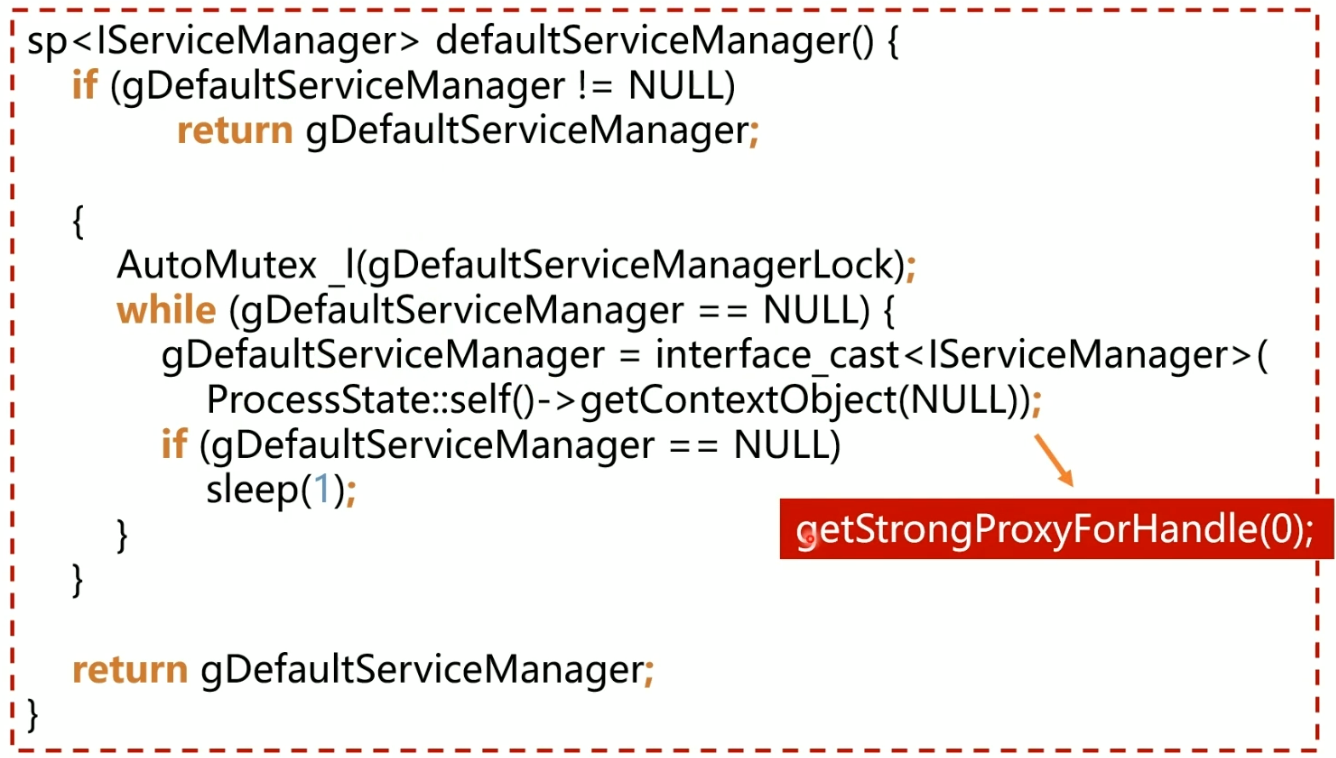 sp<IServiceManager> defaultServiceManager() {
if (gDefaultServiceManager != NULL)
return gDefaultServiceManager;
{
AutoMutex _l(gDefaultServiceManagerLock);
while (gDefaultServiceManager == NULL) {
gDefaultServiceManager = interface_cast<IServiceManager>(
ProcessState::self()->getContextObject(NULL));
if (gDefaultServiceManager == NULL)
sleep(1);
getStrongProxyForHandle(0);
}
}
return gDefaultServiceManager;
}